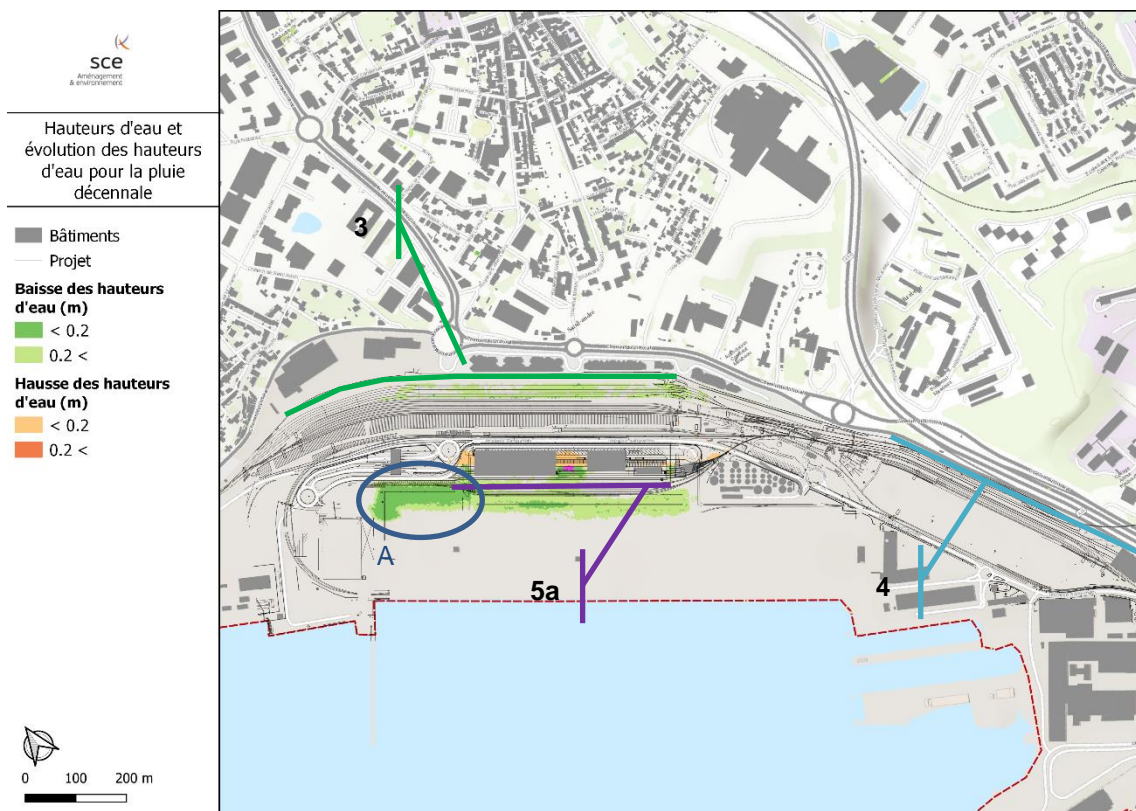 sce
Aménagement
& environnement
Hauteurs d'eau et
évolution des hauteurs
d'eau pour la pluie
décennale
Bâtiments
Projet
Baisse des hauteurs
d'eau (m)
< 0.2
0.2 <
Hausse des hauteurs
d'eau (m)
< 0.2
0.2 <
0 100 200 m
3
A
5a
4